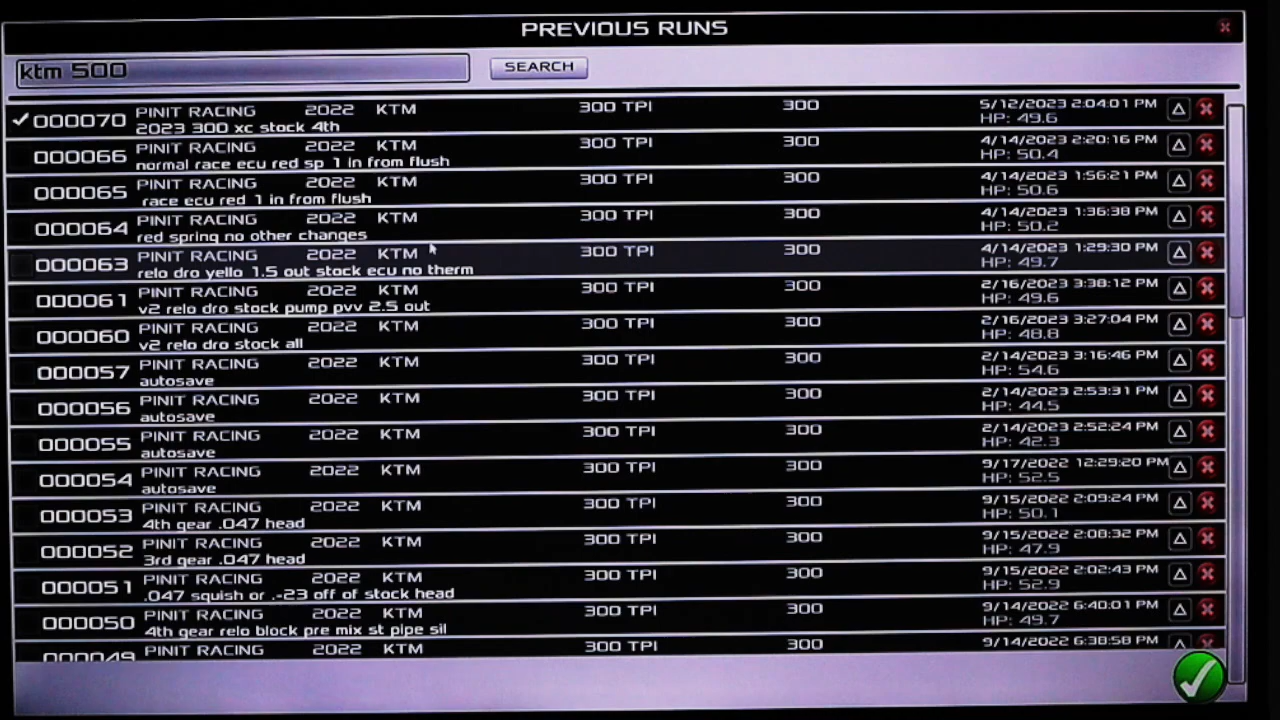 PREVIOUS RUNS
ktm 500 SEARCH
000070 PINIT RACING 2022 KTM 300 TPI 300 5/12/2023 2:04:01 PM
2023 300 xc stock 4th HP: 49.6
000066 PINIT RACING 2022 KTM 300 TPI 300 4/14/2023 2:20:16 PM
normal race ecu red sp 1 in from flush HP: 50.4
000065 PINIT RACING 2022 KTM 300 TPI 300 4/14/2023 1:56:21 PM
race ecu red 1 in from flush HP: 50.6
000064 PINIT RACING 2022 KTM 300 TPI 300 4/14/2023 1:36:38 PM
red spring no other changes HP: 50.2
000063 PINIT RACING 2022 KTM 300 TPI 300 4/14/2023 1:29:30 PM
relo dro yello 1.5 out stock ecu no therm HP: 49.7
000061 PINIT RACING 2022 KTM 300 TPI 300 2/16/2023 3:38:12 PM
v2 relo dro stock pump pvv 2.5 out HP: 49.6
000060 PINIT RACING 2022 KTM 300 TPI 300 2/16/2023 3:27:04 PM
v2 relo dro stock all HP: 48.8
000057 PINIT RACING 2022 KTM 300 TPI 300 2/14/2023 3:16:46 PM
autosave HP: 54.6
000056 PINIT RACING 2022 KTM 300 TPI 300 2/14/2023 2:53:31 PM
autosave HP: 44.5
000055 PINIT RACING 2022 KTM 300 TPI 300 2/14/2023 2:52:24 PM
autosave HP: 42.3
000054 PINIT RACING 2022 KTM 300 TPI 300 9/17/2022 12:29:20 PM
autosave HP: 52.5
000053 PINIT RACING 2022 KTM 300 TPI 300 9/15/2022 2:09:24 PM
4th gear .047 head HP: 50.1
000052 PINIT RACING 2022 KTM 300 TPI 300 9/15/2022 2:08:32 PM
3rd gear .047 head HP: 47.9
000051 PINIT RACING 2022 KTM 300 TPI 300 9/15/2022 2:02:43 PM
.047 squish or .-23 off of stock head HP: 52.9
000050 PINIT RACING 2022 KTM 300 TPI 300 9/14/2022 6:40:01 PM
4th gear relo block pre mix st pipe sil HP: 49.7
000049 PINIT RACING 2022 KTM 300 TPI 300 9/14/2022 6:38:58 PM